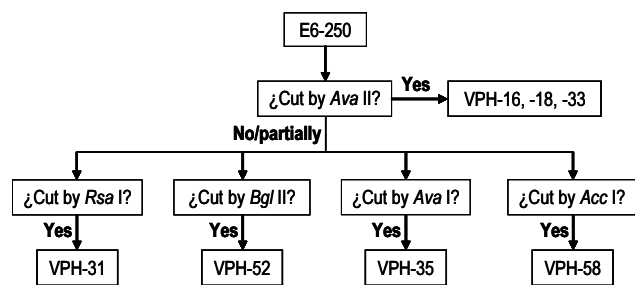 E6-250
¿Cut by Ava II?
Yes
VPH-16, -18, -33
No/partially
¿Cut by Rsa I?
¿Cut by Bgl II?
¿Cut by Ava I?
¿Cut by Acc I?
Yes
Yes
Yes
Yes
VPH-31
VPH-52
VPH-35
VPH-58